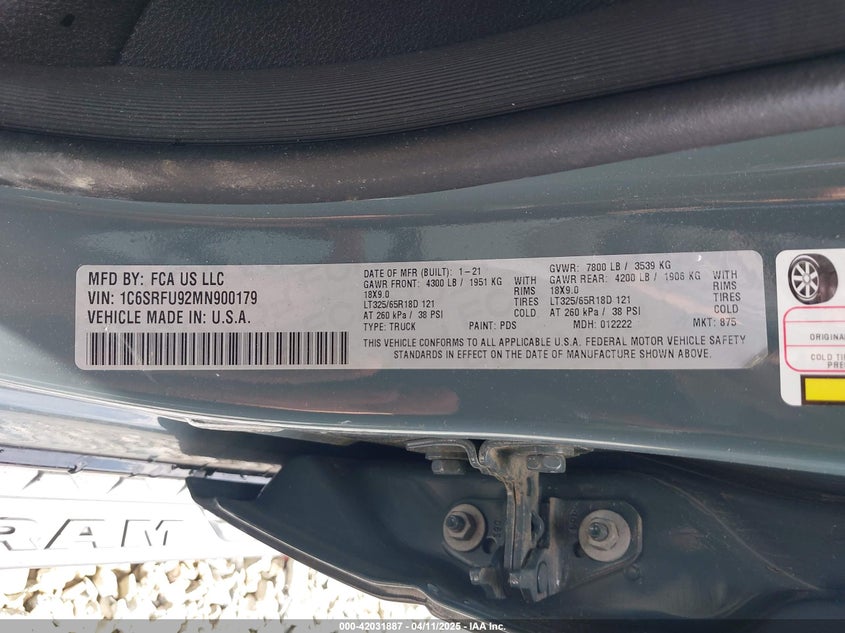 MFD BY: FCA US LLC
VIN: 1C6SRFU92MN900179
VEHICLE MADE IN: U.S.A.
DATE OF MFR (BUILT): 1-21
GAWR FRONT: 4300 LB / 1951 KG WITH
18X9.0 RIMS
LT325/65R18D 121 TIRES
AT 260 kPa / 38 PSI COLD
TYPE: TRUCK PAINT: PDS
GVWR: 7800 LB / 3539 KG
GAWR REAR: 4200 LB / 1906 KG WITH
18X9.0 RIMS
LT325/65R18D 121 TIRES
AT 260 kPa / 38 PSI COLD
MDH: 012222 MKT: 875
THIS VEHICLE CONFORMS TO ALL APPLICABLE U.S.A. FEDERAL MOTOR VEHICLE SAFETY
STANDARDS IN EFFECT ON THE DATE OF MANUFACTURE SHOWN ABOVE.
ORIGINAL
COLD
RAM
000-42031887 - 04/11/2025 - IAA Inc.